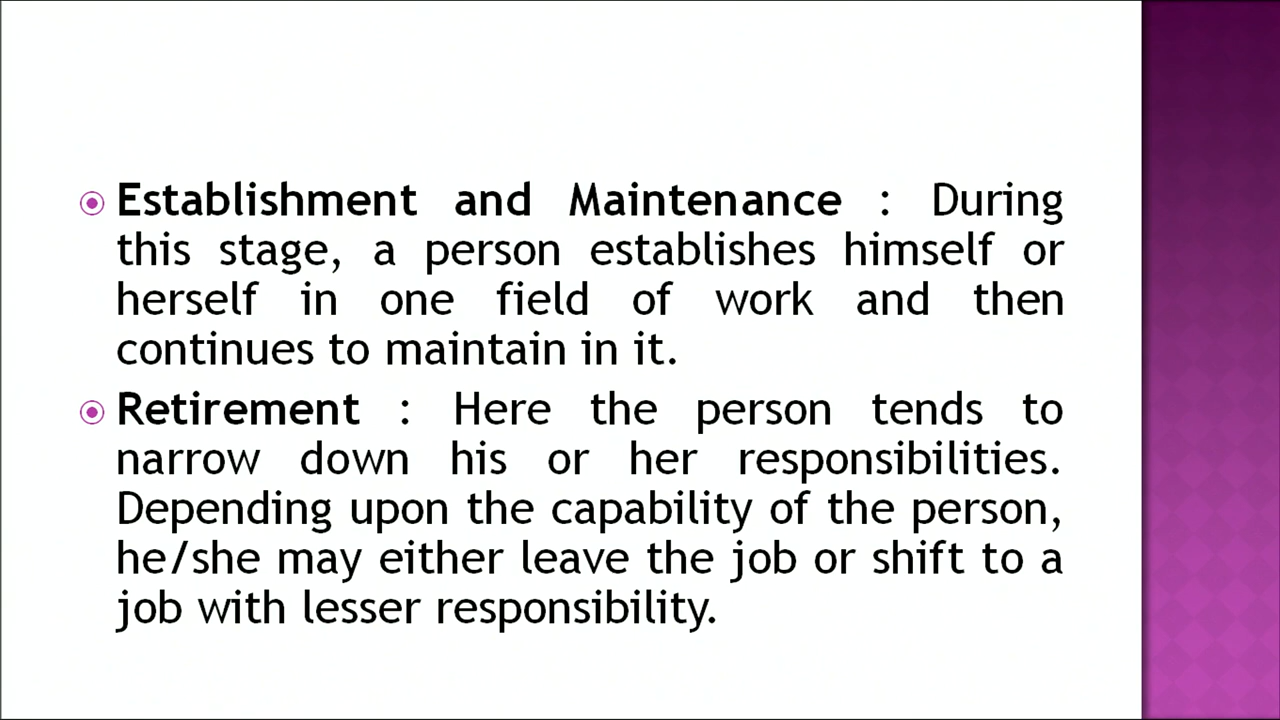 Establishment and Maintenance : During
this stage, a person establishes himself or
herself in one field of work and then
continues to maintain in it.
Retirement : Here the person tends to
narrow down his or her responsibilities.
Depending upon the capability of the person,
he/she may either leave the job or shift to a
job with lesser responsibility.